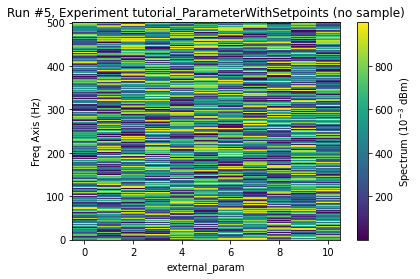 Run #5, Experiment tutorial_ParameterWithSetpoints (no sample)
500
400
300
200
100
0
Freq Axis (Hz)
0 2 4 6 8 10
external_param
800
600
400
200
Spectrum (10⁻³ dBm)